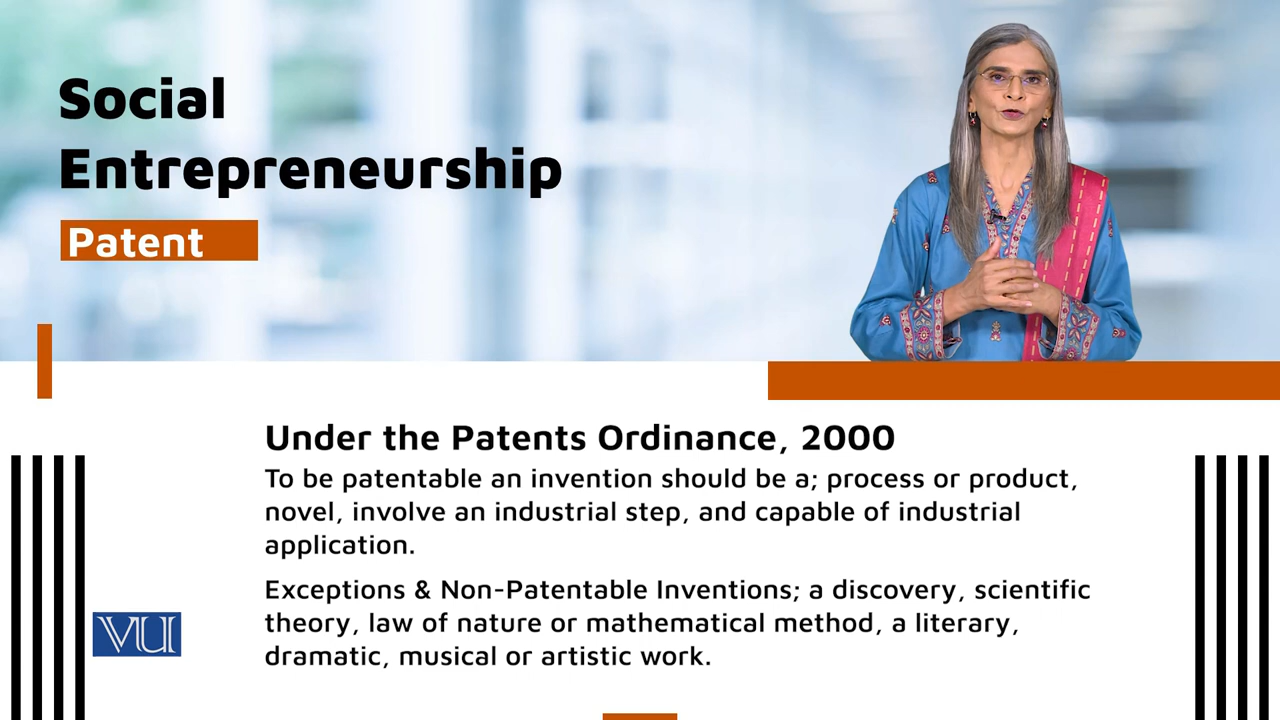 Social
Entrepreneurship
Patent
Under the Patents Ordinance, 2000
To be patentable an invention should be a; process or product,
novel, involve an industrial step, and capable of industrial
application.
Exceptions & Non-Patentable Inventions; a discovery, scientific
theory, law of nature or mathematical method, a literary,
dramatic, musical or artistic work.
VU